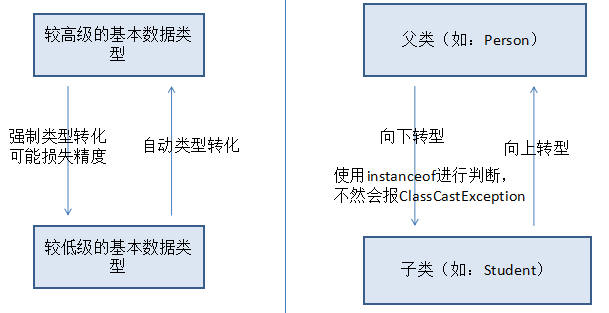 较高级的基本数据类
型
强制类型转化
可能损失精度
自动类型转化
较低级的基本数据类
型
父类（如：Person）
向下转型
向上转型
使用instanceof进行判断，
不然会报ClassCastException
子类（如：Student）